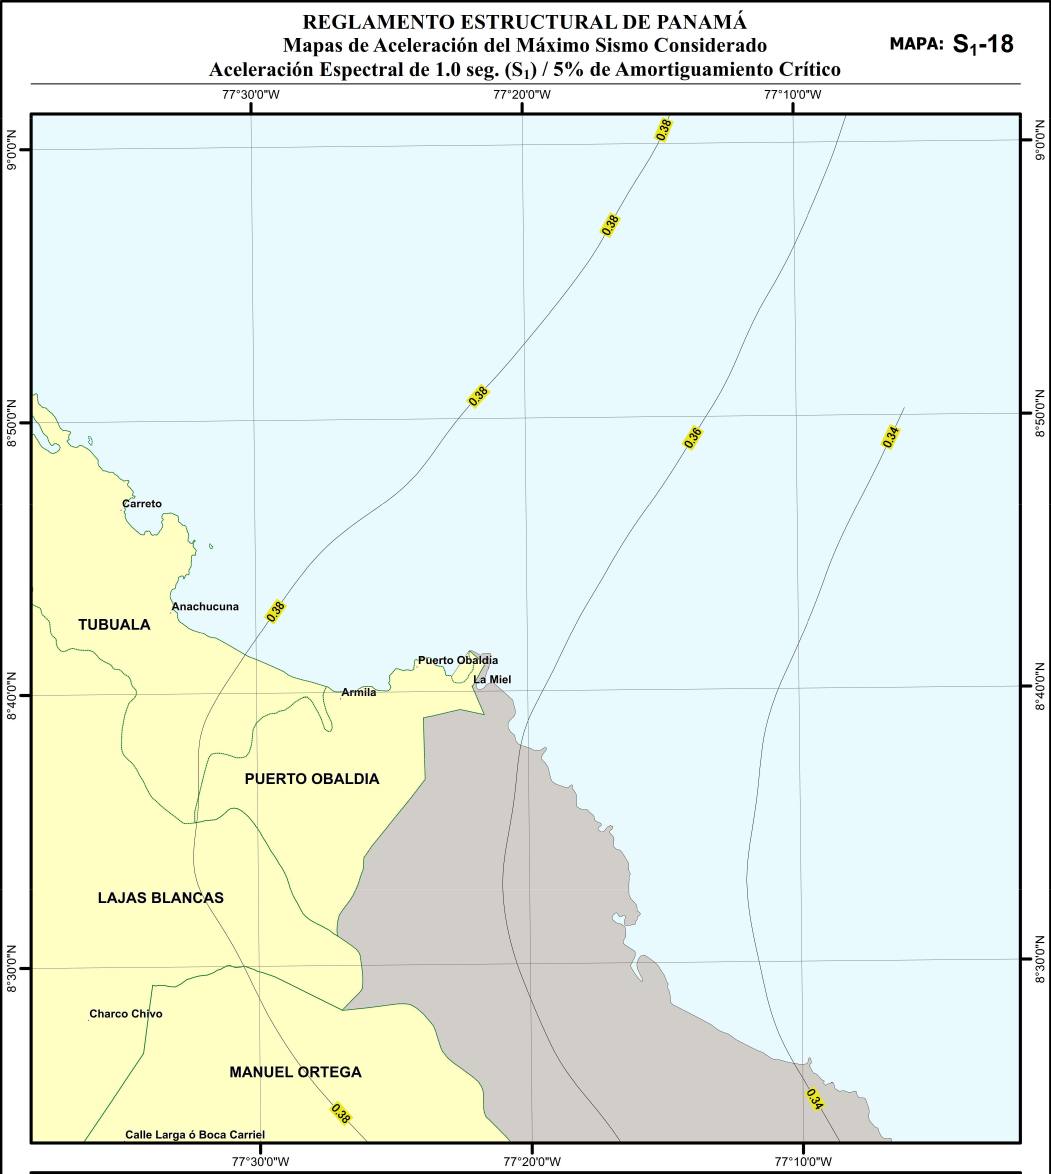 REGLAMENTO ESTRUCTURAL DE PANAMÁ
Mapas de Aceleración del Máximo Sismo Considerado
MAPA: S₁-18
Aceleración Espectral de 1.0 seg. (S₁) / 5% de Amortiguamiento Crítico
77°30'0"W
77°20'0"W
77°10'0"W
9°0'0"N
9°0'0"N
0.38
0.38
0.38
8°50'0"N
8°50'0"N
0.36
0.34
Carreto
Anachucuna
0.38
TUBUALA
Puerto Obaldia
La Miel
Armila
8°40'0"N
8°40'0"N
PUERTO OBALDIA
LAJAS BLANCAS
8°30'0"N
8°30'0"N
Charco Chivo
MANUEL ORTEGA
0.38
0.34
Calle Larga ó Boca Carriel
77°30'0"W
77°20'0"W
77°10'0"W